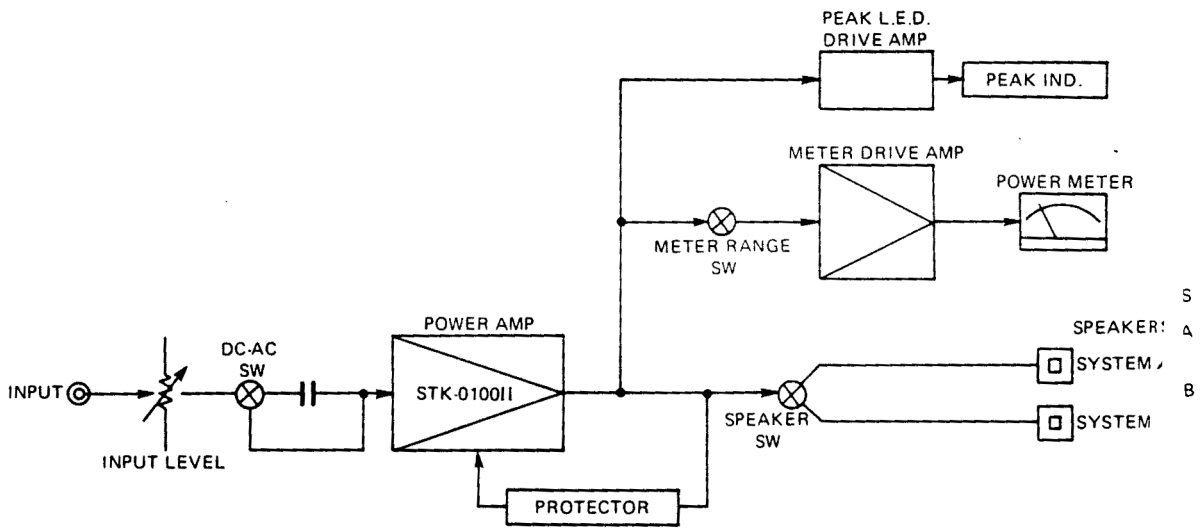 PEAK L.E.D.
DRIVE AMP
PEAK IND.
METER DRIVE AMP
POWER METER
METER RANGE
SW
POWER AMP
STK-0100II
DC-AC
SW
INPUT
INPUT LEVEL
SPEAKER
SW
PROTECTOR
SPEAKERS
SYSTEM A
SYSTEM
S
A
B